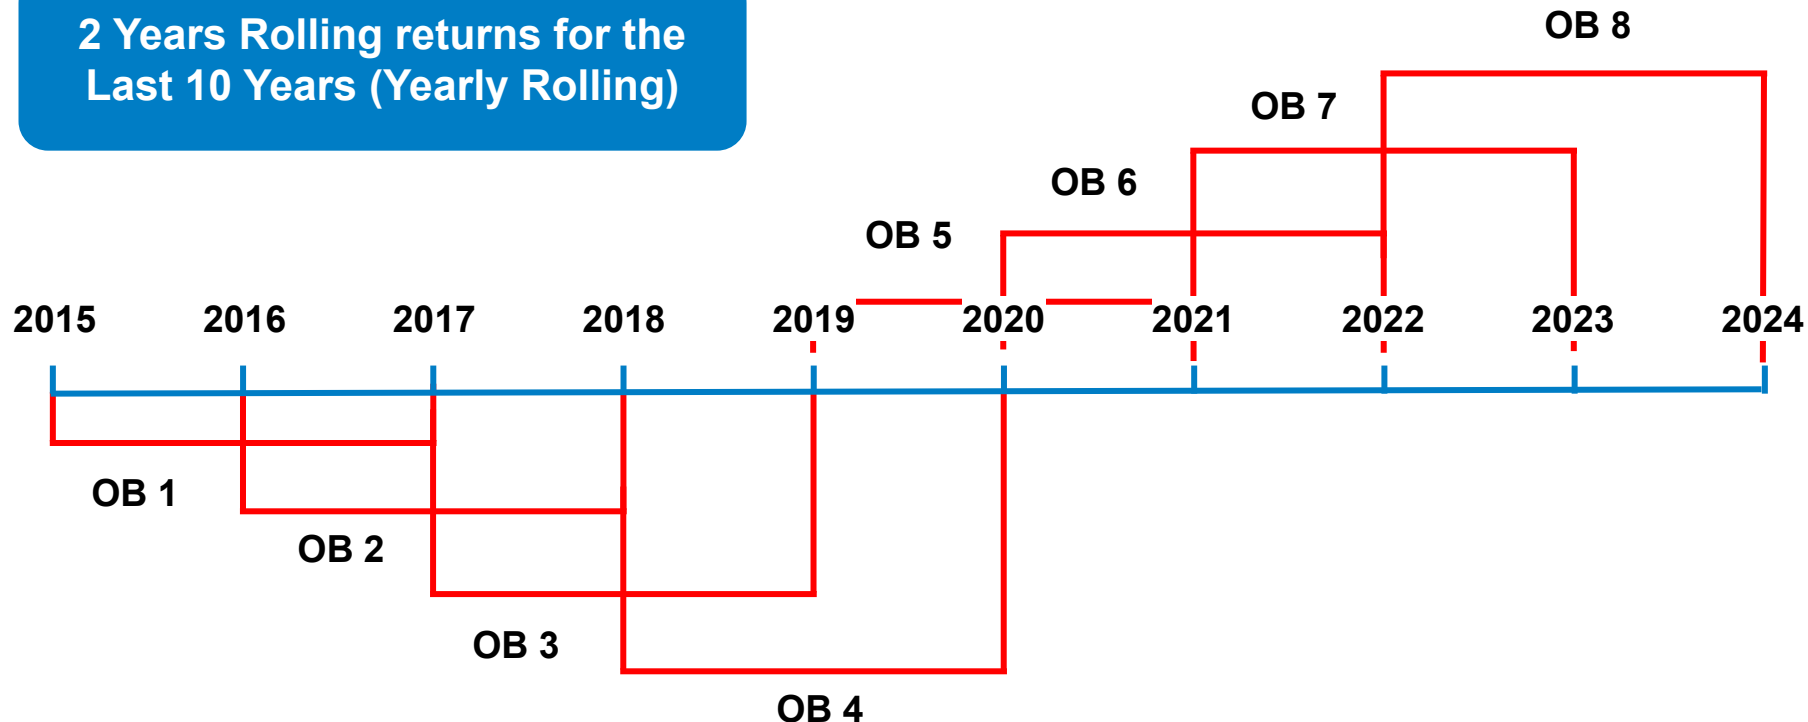 2 Years Rolling returns for the
Last 10 Years (Yearly Rolling)
OB 8
OB 7
OB 6
OB 5
2015 2016 2017 2018 2019 2020 2021 2022 2023 2024
OB 1
OB 2
OB 3
OB 4